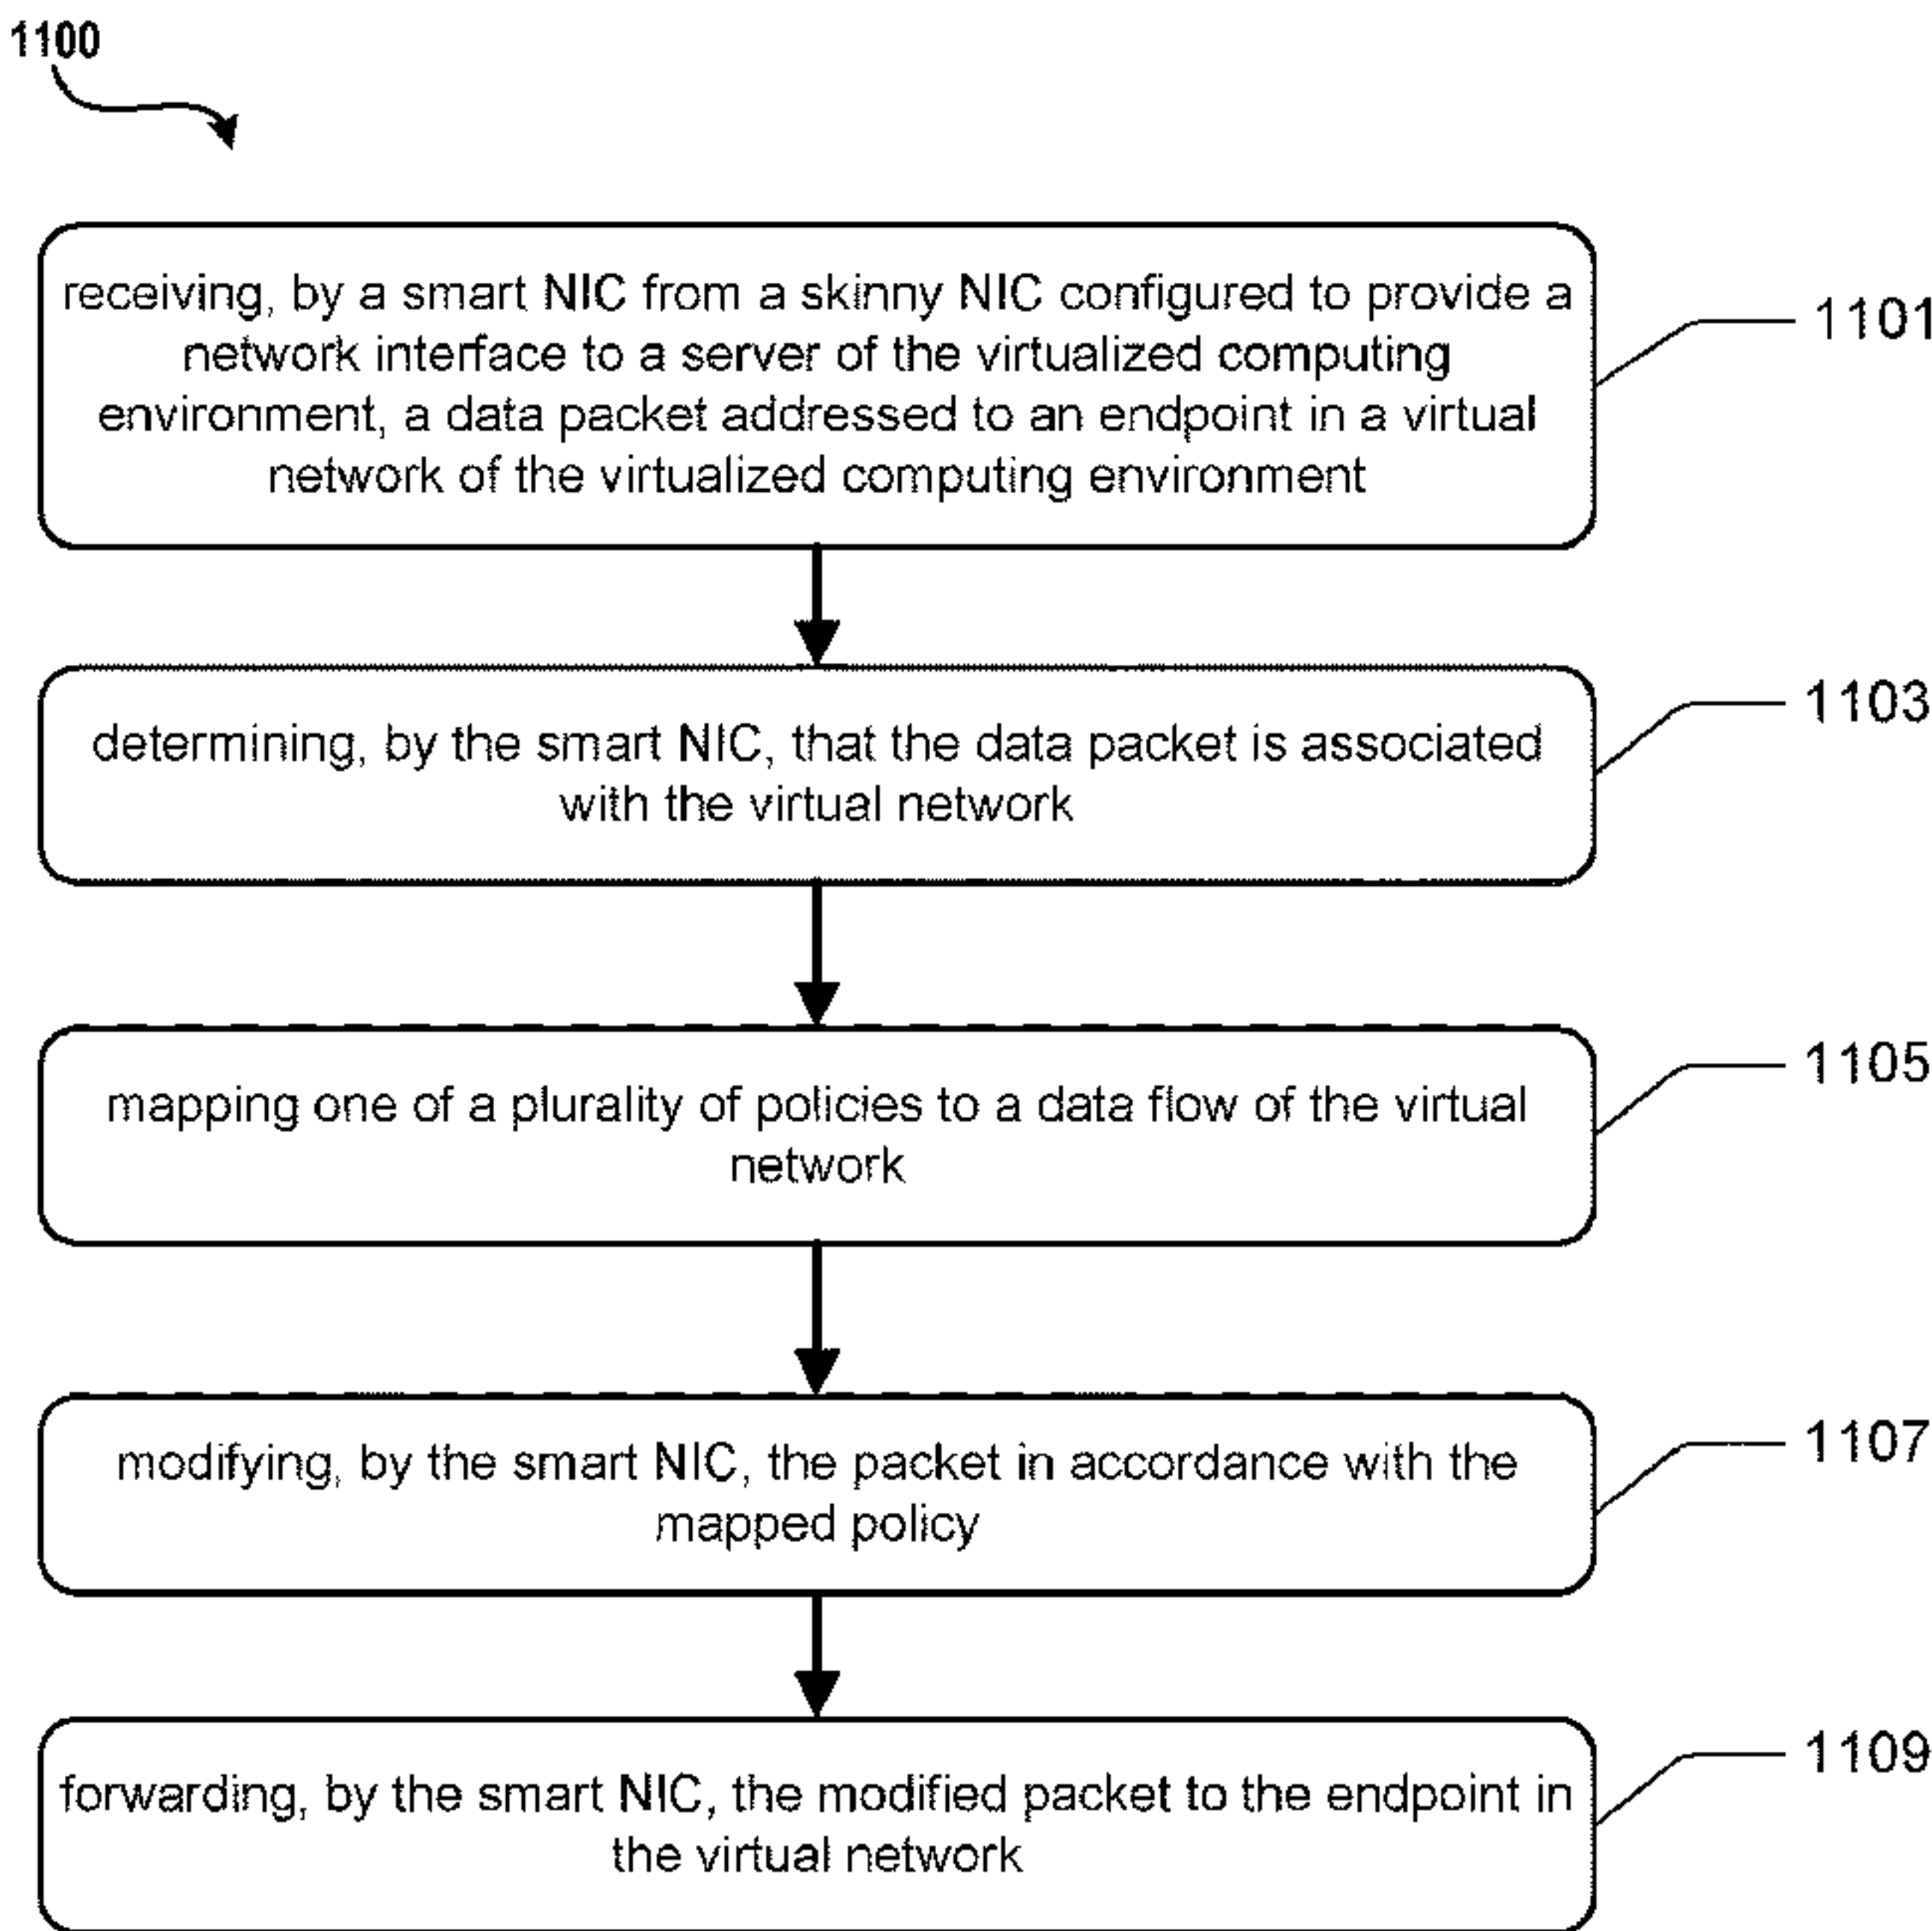 1100
receiving, by a smart NIC from a skinny NIC configured to provide a
network interface to a server of the virtualized computing
environment, a data packet addressed to an endpoint in a virtual
network of the virtualized computing environment
1101
determining, by the smart NIC, that the data packet is associated
with the virtual network
1103
mapping one of a plurality of policies to a data flow of the virtual
network
1105
modifying, by the smart NIC, the packet in accordance with the
mapped policy
1107
forwarding, by the smart NIC, the modified packet to the endpoint in
the virtual network
1109